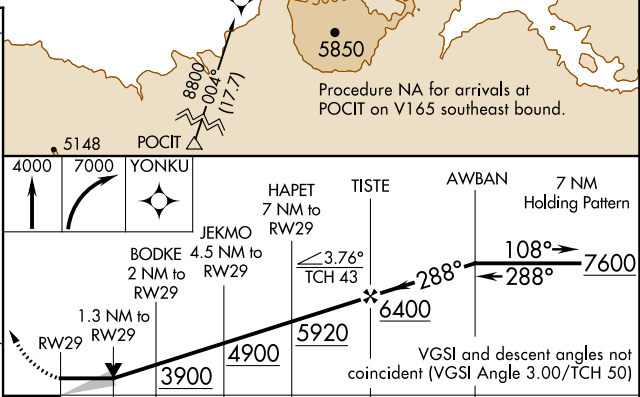 5850
8800
004°
(17.7)
Procedure NA for arrivals at
POCIT on V165 southeast bound.
5148
POCIT
4000
7000
YONKU
HAPET
7 NM to
RW29
TISTE
AWBAN
7 NM
Holding Pattern
JEKMO
4.5 NM to
RW29
BODKE
2 NM to
RW29
3.76°
TCH 43
108°
288°
288°
7600
1.3 NM to
RW29
RW29
6400
5920
4900
3900
VGSI and descent angles not
coincident (VGSI Angle 3.00/TCH 50)